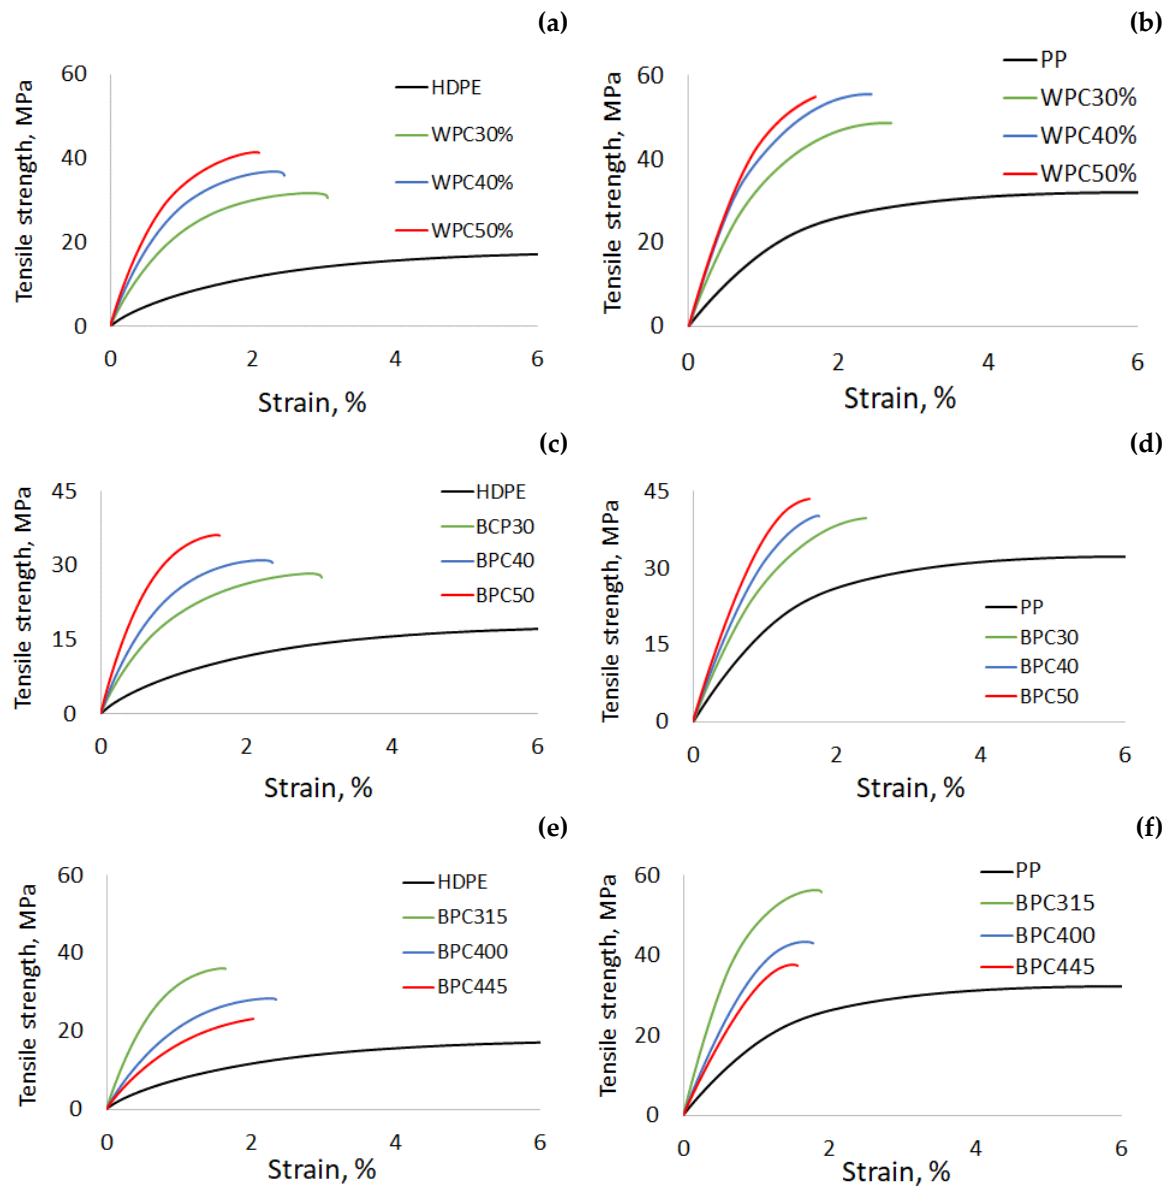 (a)
Tensile strength, MPa
60
40
20
0
0
2
4
6
Strain, %
HDPE
WPC30%
WPC40%
WPC50%
(b)
Tensile strength, MPa
60
40
20
0
0
2
4
6
Strain, %
PP
WPC30%
WPC40%
WPC50%
(c)
Tensile strength, MPa
45
30
15
0
0
2
4
6
Strain, %
HDPE
BCP30
BPC40
BPC50
(d)
Tensile strength, MPa
45
30
15
0
0
2
4
6
Strain, %
PP
BPC30
BPC40
BPC50
(e)
Tensile strength, MPa
60
40
20
0
0
2
4
6
Strain, %
HDPE
BPC315
BPC400
BPC445
(f)
Tensile strength, MPa
60
40
20
0
0
2
4
6
Strain, %
PP
BPC315
BPC400
BPC445